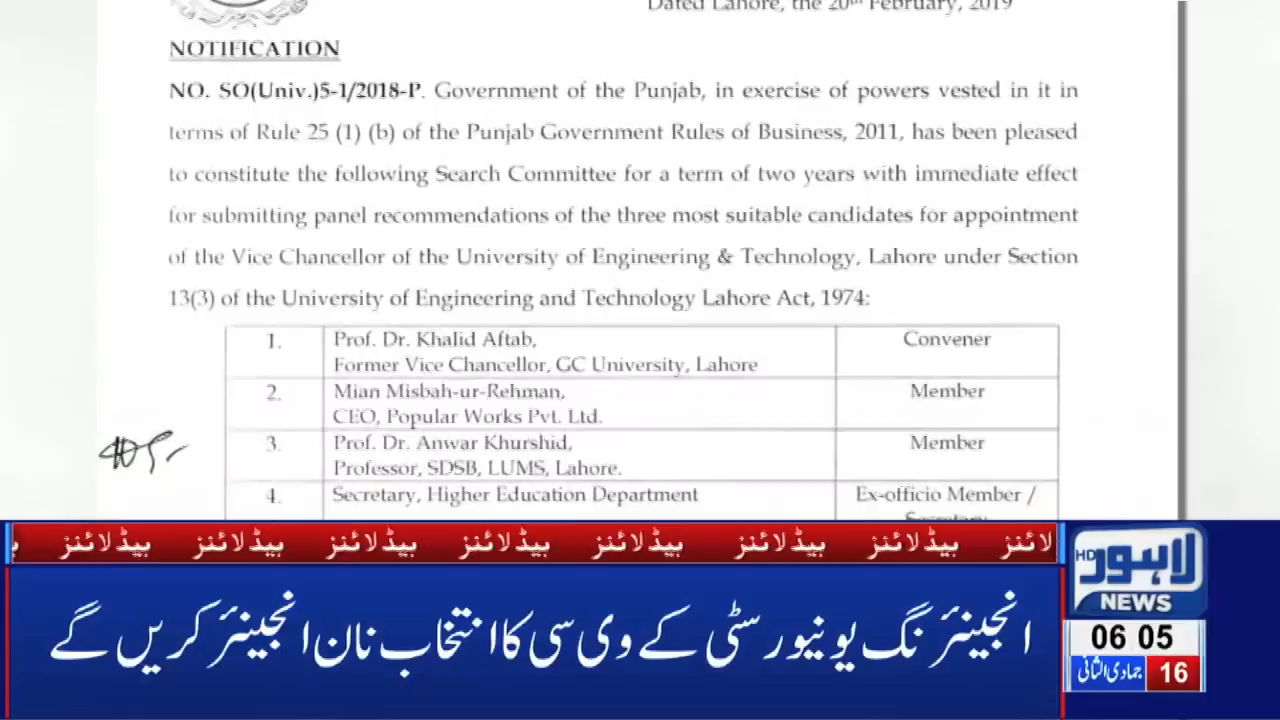 Dated Lahore, the 20th February, 2019
NOTIFICATION
NO. SO(Univ.)5-1/2018-P. Government of the Punjab, in exercise of powers vested in it in
terms of Rule 25 (1) (b) of the Punjab Government Rules of Business, 2011, has been pleased
to constitute the following Search Committee for a term of two years with immediate effect
for submitting panel recommendations of the three most suitable candidates for appointment
of the Vice Chancellor of the University of Engineering & Technology, Lahore under Section
13(3) of the University of Engineering and Technology Lahore Act, 1974:
1. Prof. Dr. Khalid Aftab, Convener
Former Vice Chancellor, GC University, Lahore
2. Mian Misbah-ur-Rehman, Member
CEO, Popular Works Pvt. Ltd.
3. Prof. Dr. Anwar Khurshid, Member
Professor, SDSB, LUMS, Lahore.
4. Secretary, Higher Education Department Ex-officio Member /
Secretary
لائنز ہیڈلائنز ہیڈلائنز ہیڈلائنز ہیڈلائنز ہیڈلائنز ہیڈلائنز ہیڈلائنز
انجینئرنگ یونیورسٹی کے وی سی کا انتخاب نان انجینئر کریں گے
لاہور HD
NEWS
06 05
جمادی الثانی 16